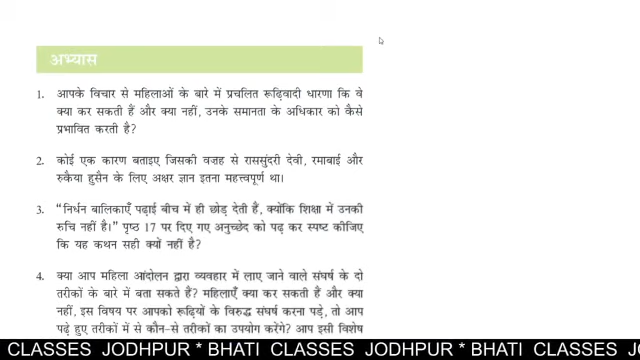 अभ्यास
1. आपके विचार से महिलाओं के बारे में प्रचलित रूढ़िवादी धारणा कि वे
क्या कर सकती हैं और क्या नहीं, उनके समानता के अधिकार को कैसे
प्रभावित करती है?
2. कोई एक कारण बताइए जिसकी वज़ह से राससुंदरी देवी, रमाबाई और
रुकैया हुसैन के लिए अक्षर ज्ञान इतना महत्त्वपूर्ण था।
3. “निर्धन बालिकाएँ पढ़ाई बीच में ही छोड़ देती हैं, क्योंकि शिक्षा में उनकी
रुचि नहीं है।” पृष्ठ 17 पर दिए गए अनुच्छेद को पढ़ कर स्पष्ट कीजिए
कि यह कथन सही क्यों नहीं है?
4. क्या आप महिला आंदोलन द्वारा व्यवहार में लाए जाने वाले संघर्ष के दो
तरीकों के बारे में बता सकते हैं? महिलाएँ क्या कर सकती हैं और क्या
नहीं, इस विषय पर आपको रूढ़ियों के विरुद्ध संघर्ष करना पड़े, तो आप
पढ़े हुए तरीकों में से कौन-से तरीकों का उपयोग करेंगे? आप इसी विशेष
CLASSES JODHPUR * BHATI CLASSES JODHPUR * BHATI CLASSES JO